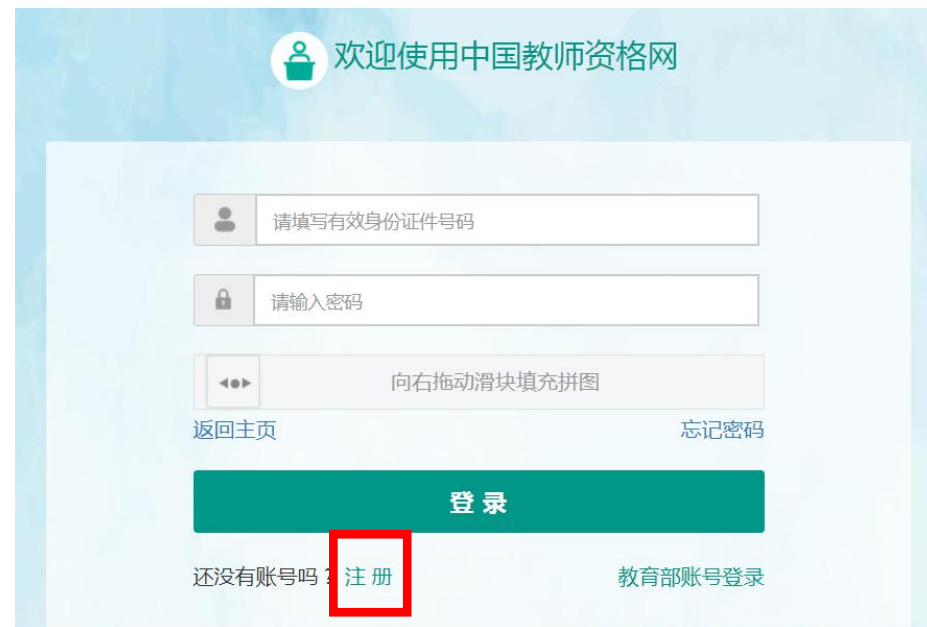 欢迎使用中国教师资格网
请填写有效身份证件号码
请输入密码
向右拖动滑块填充拼图
返回主页 忘记密码
登录
还没有账号吗？注册 教育部账号登录